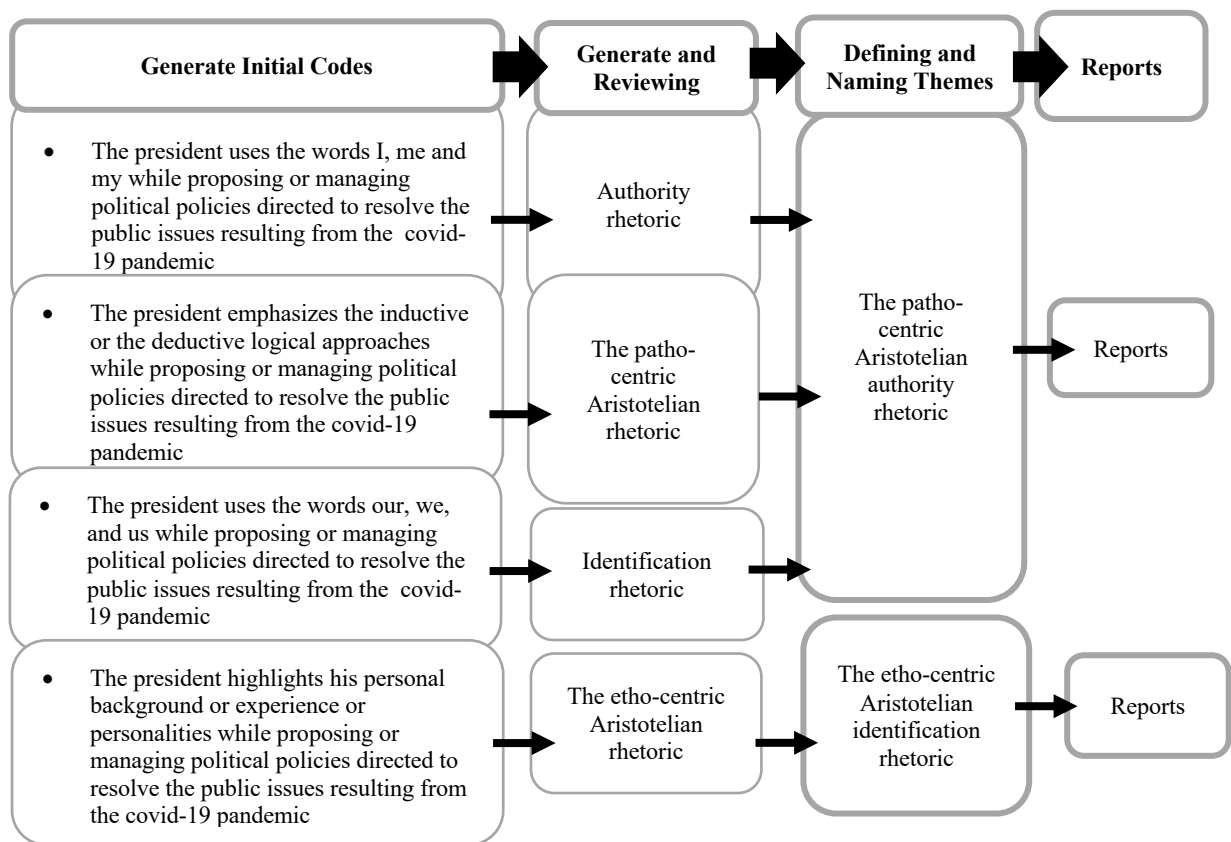 Generate Initial Codes
Generate and
Reviewing
Defining and
Naming Themes
Reports
• The president uses the words I, me and
my while proposing or managing
political policies directed to resolve the
public issues resulting from the covid-
19 pandemic
Authority
rhetoric
• The president emphasizes the inductive
or the deductive logical approaches
while proposing or managing political
policies directed to resolve the public
issues resulting from the covid-19
pandemic
The patho-
centric
Aristotelian
rhetoric
The patho-
centric
Aristotelian
authority
rhetoric
Reports
• The president uses the words our, we,
and us while proposing or managing
political policies directed to resolve the
public issues resulting from the covid-
19 pandemic
Identification
rhetoric
• The president highlights his personal
background or experience or
personalities while proposing or
managing political policies directed to
resolve the public issues resulting from
the covid-19 pandemic
The etho-centric
Aristotelian
rhetoric
The etho-centric
Aristotelian
identification
rhetoric
Reports